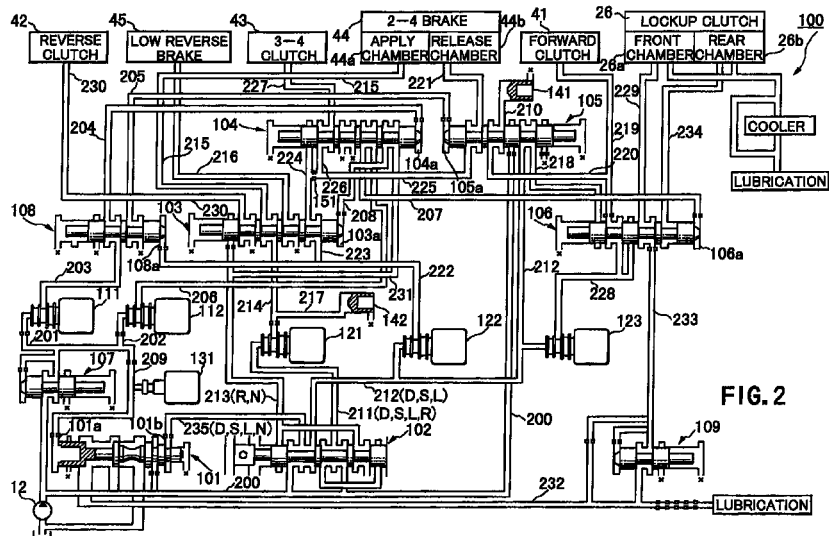 42
45
43
44
2-4 BRAKE
44b
41
26
LOCKUP CLUTCH
100
REVERSE CLUTCH
LOW REVERSE BRAKE
3-4 CLUTCH
44a
APPLY CHAMBER
RELEASE CHAMBER
FORWARD CLUTCH
FRONT CHAMBER
REAR CHAMBER
26b
26a
230
205
227
215
221
141
229
204
210
105
219
234
COOLER
104
215
216
224
226
104a
105a
218
220
LUBRICATION
151
225
230
208
207
108
103
103a
106
108a
223
106a
203
222
231
212
111
206
112
214
217
142
228
201
202
121
122
123
233
107
209
131
213(R,N)
212(D,S,L)
FIG. 2
101a
101b
211(D,S,L,R)
200
235(D,S,L,N)
102
109
101
12
200
232
LUBRICATION